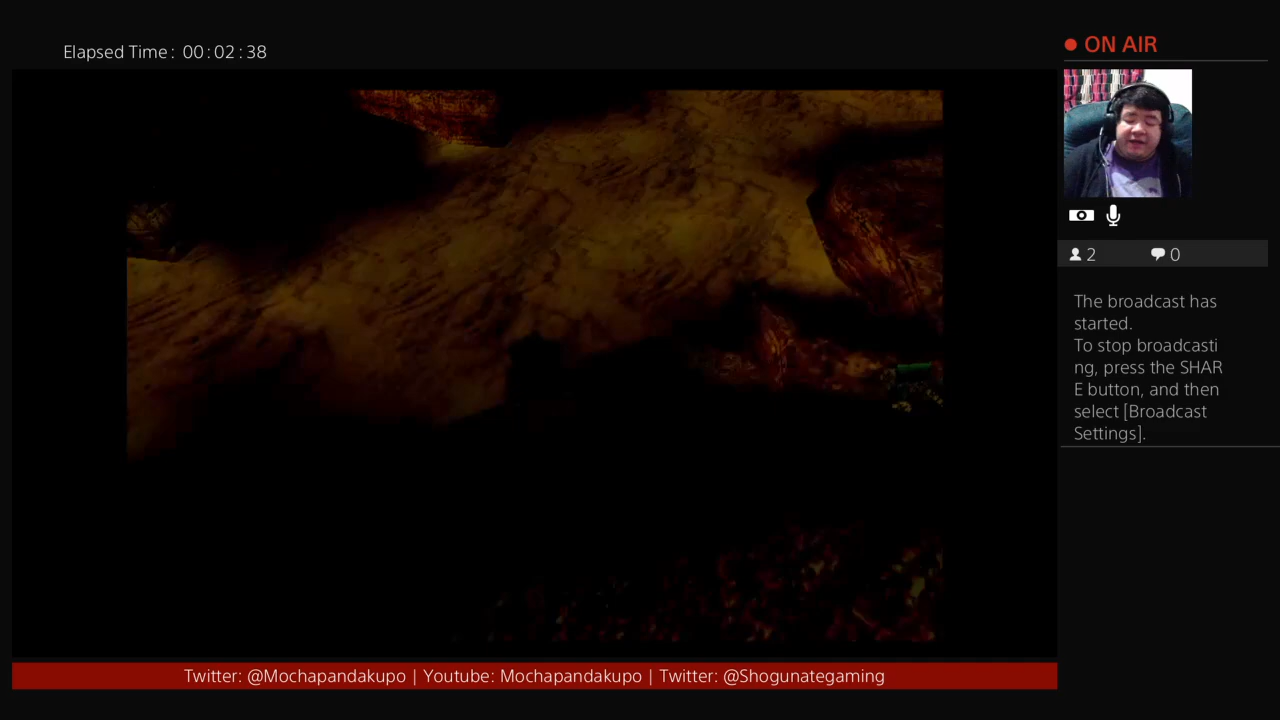 Elapsed Time: 00:02:38
ON AIR
2
0
The broadcast has
started.
To stop broadcasti
ng, press the SHAR
E button, and then
select [Broadcast
Settings].
Twitter: @Mochapandakupo | Youtube: Mochapandakupo | Twitter: @Shogunategaming